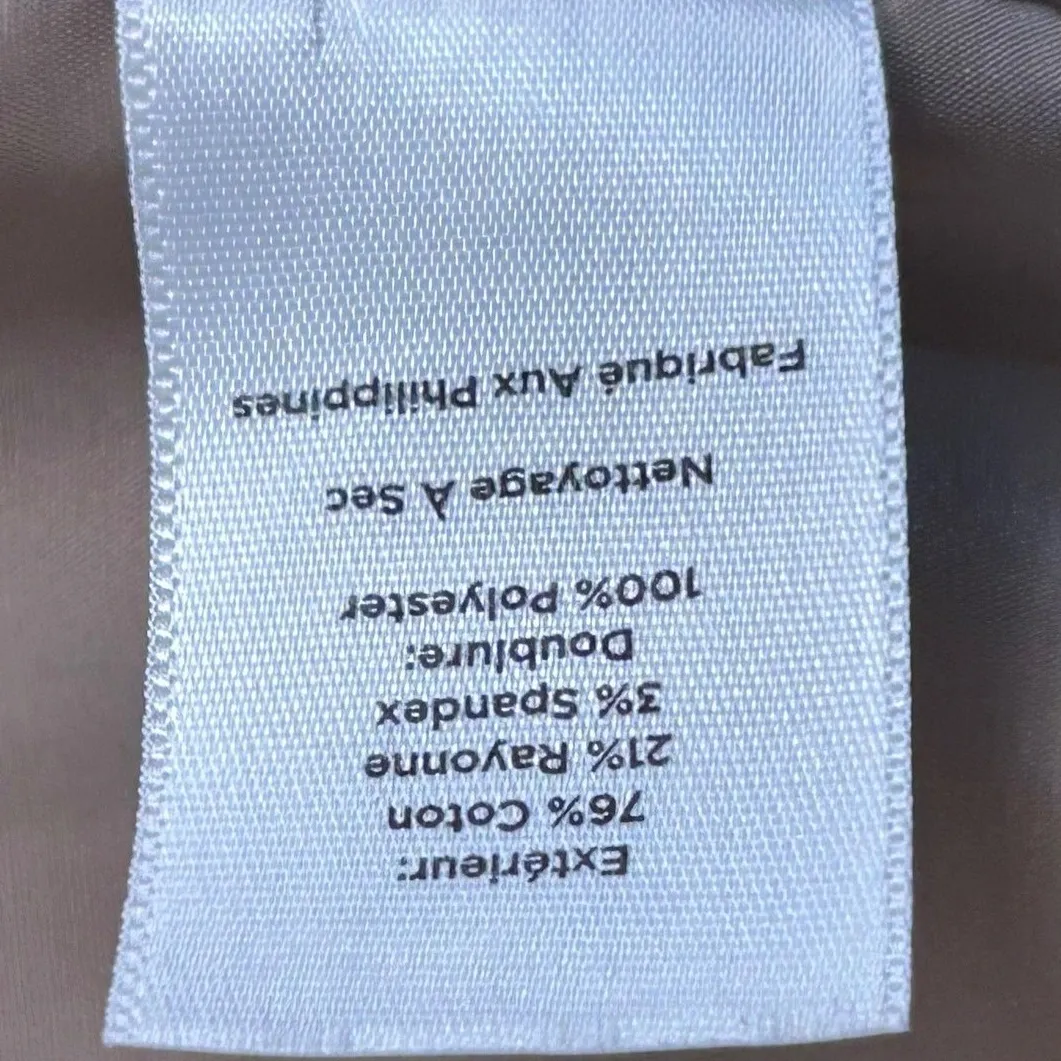 Extérieur:
76% Coton
21% Rayonne
3% Spandex
Doublure:
100% Polyester
Nettoyage À Sec
Fabriqué Aux Philippines